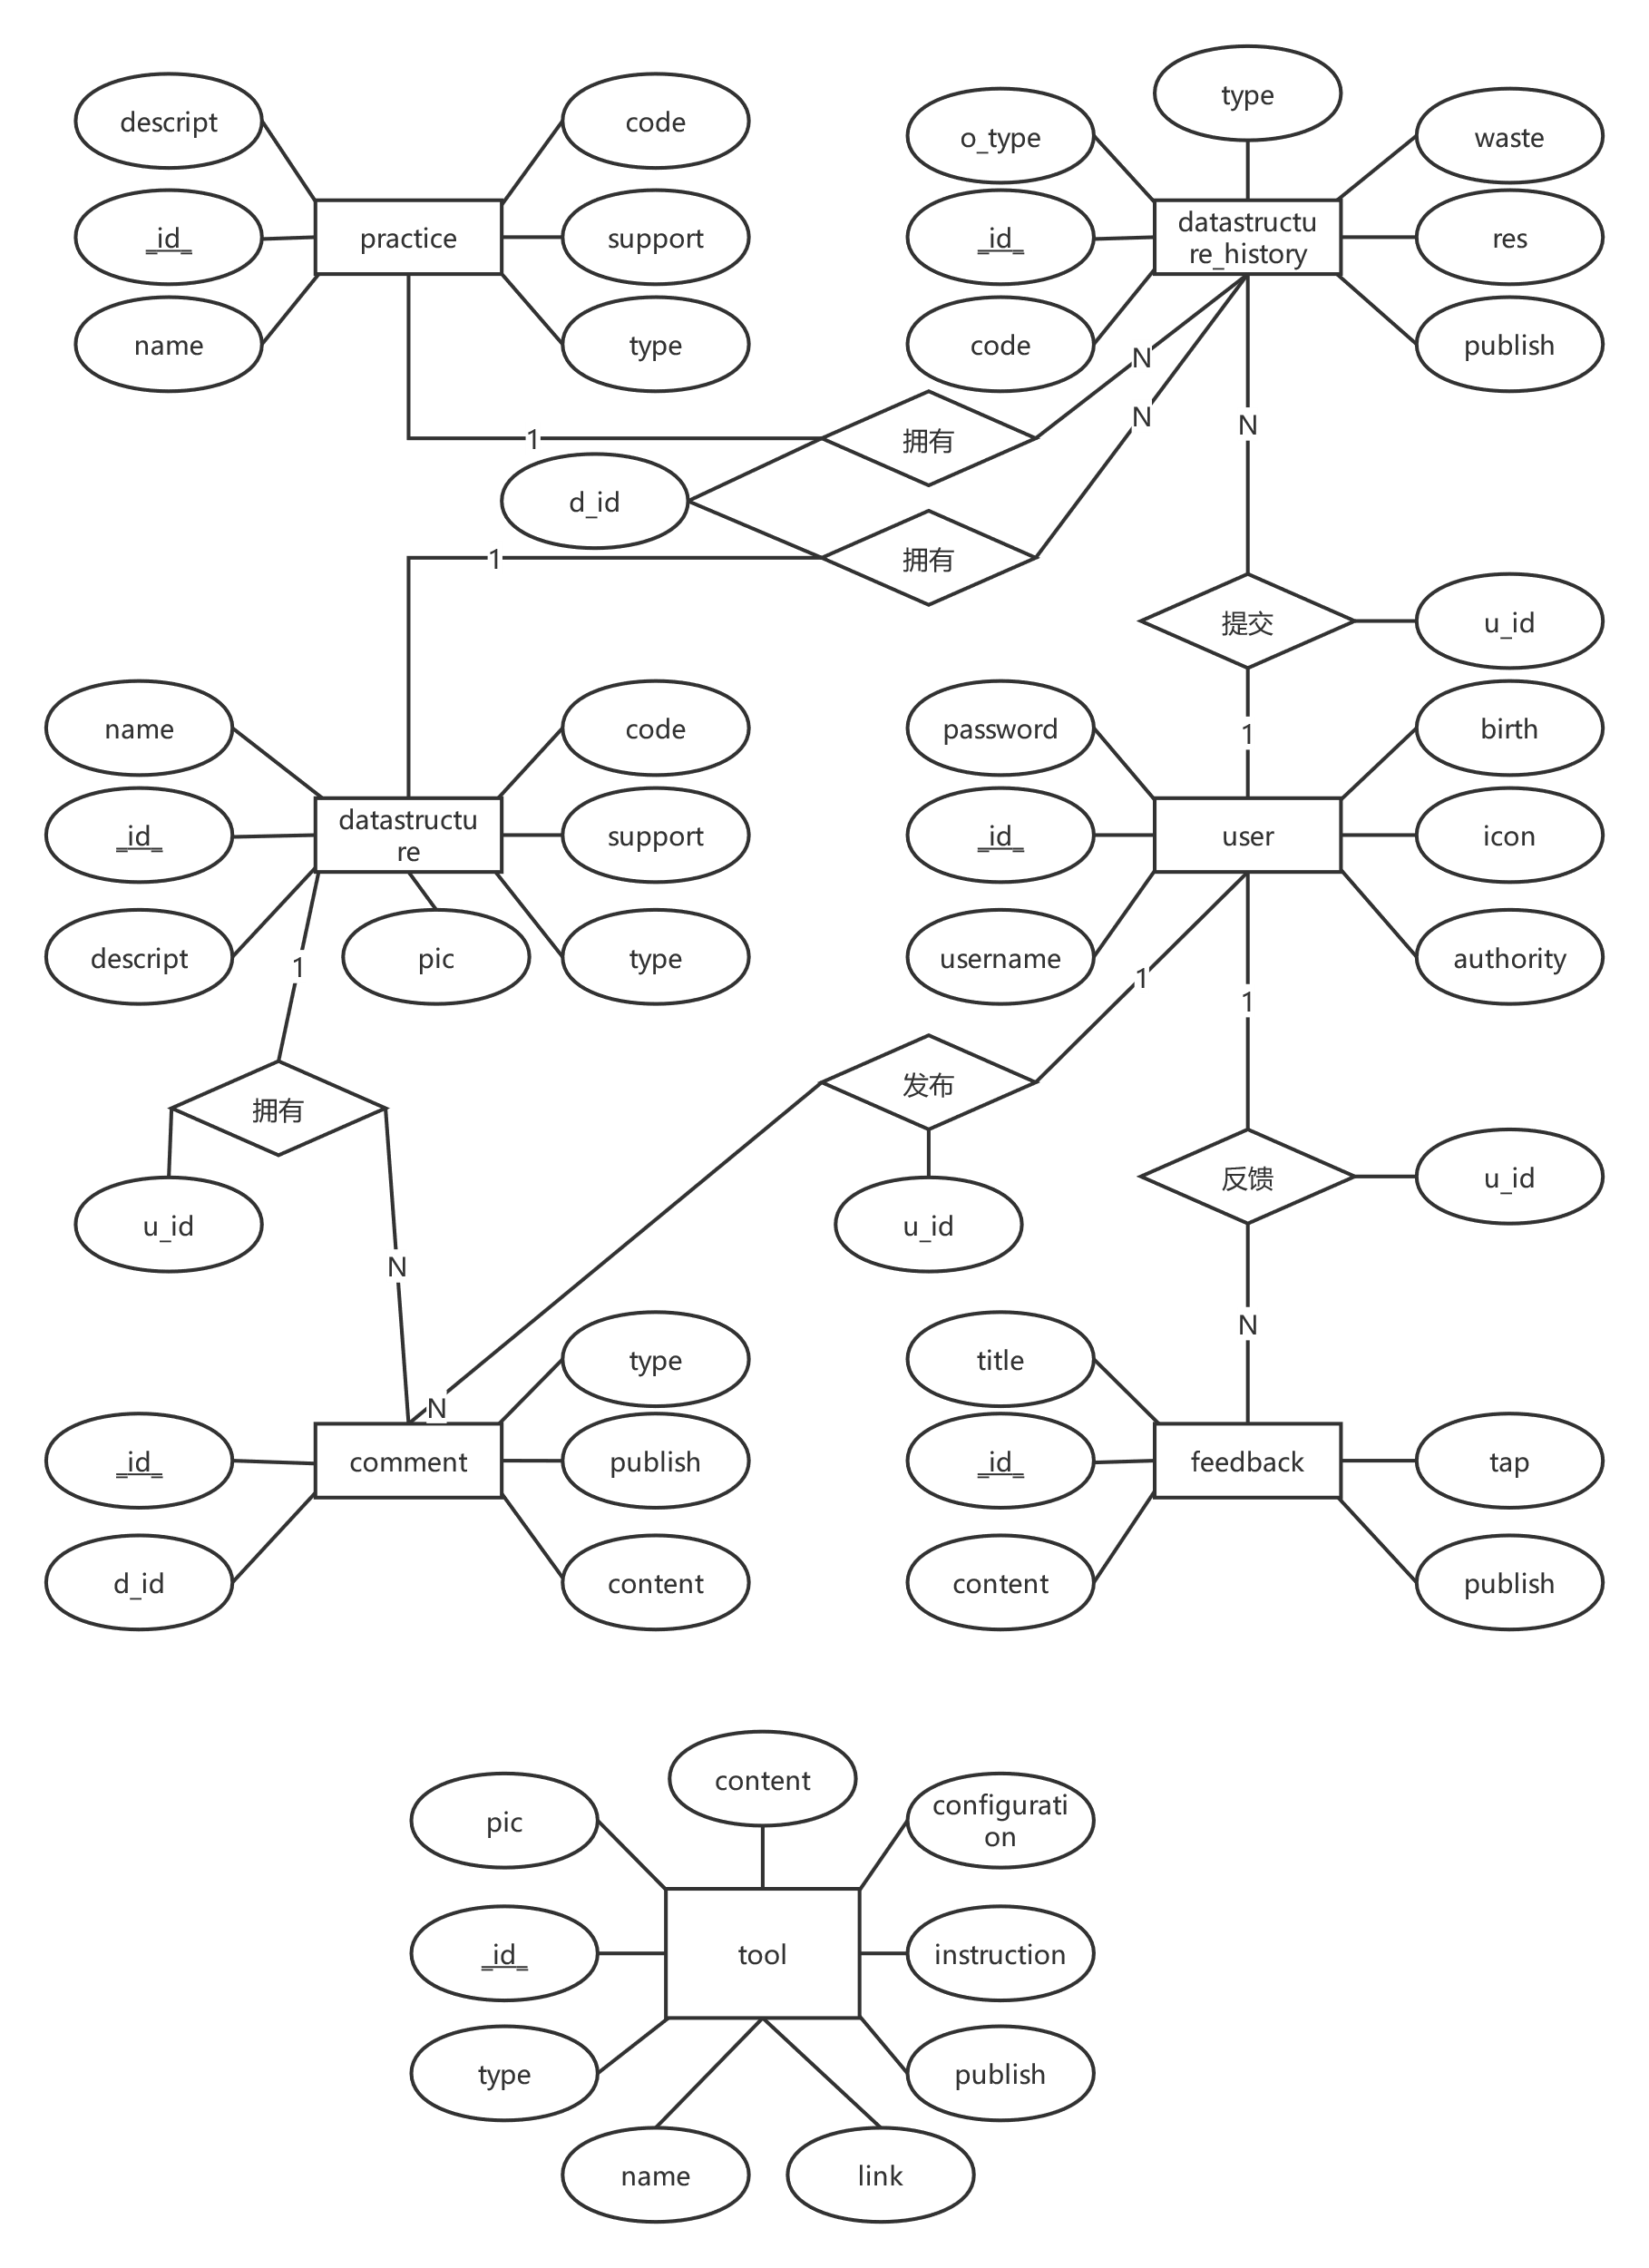 type
descript
code
o_type
waste
_id_
practice
support
_id_
datastructu
re_history
res
name
type
code
publish
N
N
N
1
拥有
d_id
1
拥有
提交
u_id
name
code
password
1
birth
_id_
datastructu
re
support
_id_
user
icon
descript
pic
type
username
authority
1
1
1
发布
拥有
反馈
u_id
u_id
u_id
N
N
type
title
N
_id_
comment
publish
_id_
feedback
tap
d_id
content
content
publish
content
pic
configurati
on
_id_
tool
instruction
type
publish
name
link